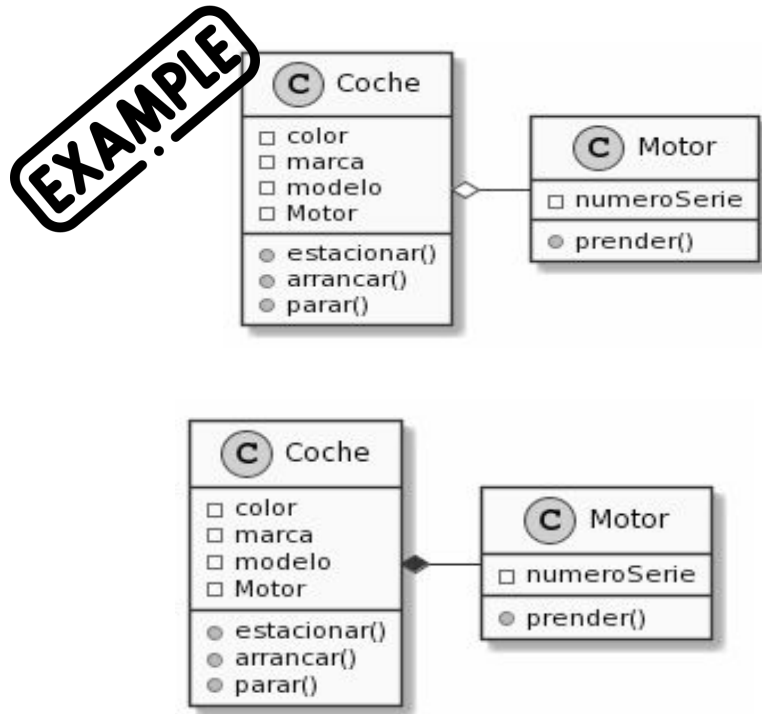 EXAMPLE
C Coche
color
marca
modelo
Motor
estacionar()
arrancar()
parar()
C Motor
numeroSerie
prender()
C Coche
color
marca
modelo
Motor
estacionar()
arrancar()
parar()
C Motor
numeroSerie
prender()